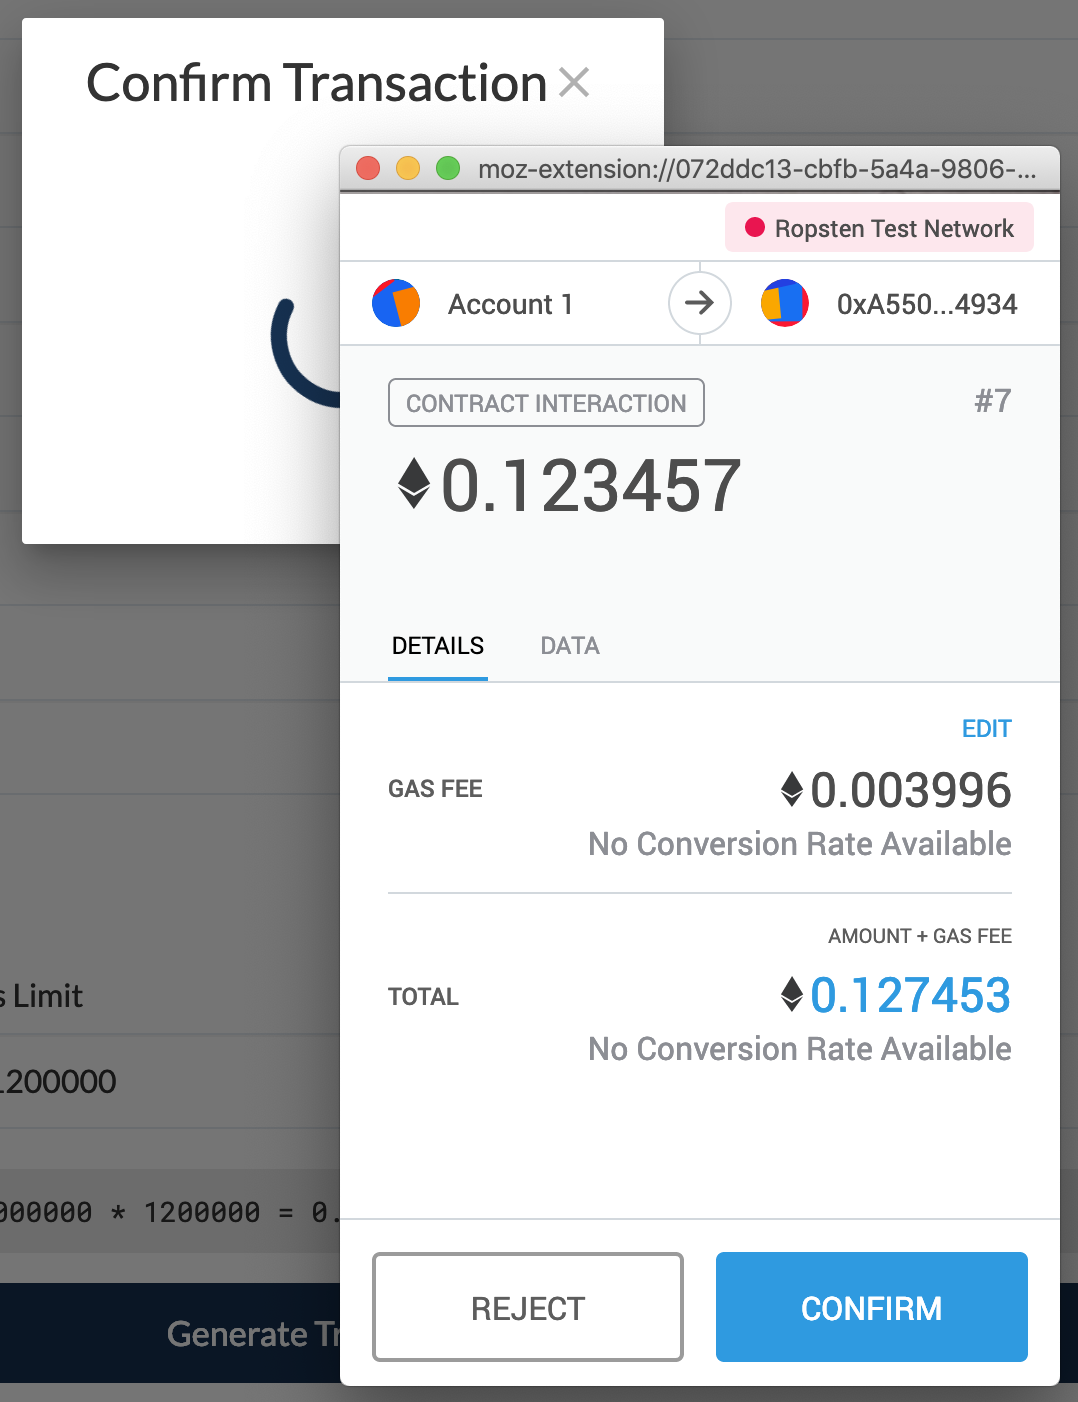 Confirm Transaction
moz-extension://072ddc13-cbfb-5a4a-9806-...
Ropsten Test Network
Account 1
0xA550...4934
CONTRACT INTERACTION
#7
0.123457
DETAILS
DATA
EDIT
GAS FEE
0.003996
No Conversion Rate Available
AMOUNT + GAS FEE
TOTAL
0.127453
No Conversion Rate Available
s Limit
1200000
000000 * 1200000 = 0.
REJECT
CONFIRM
Generate Tr